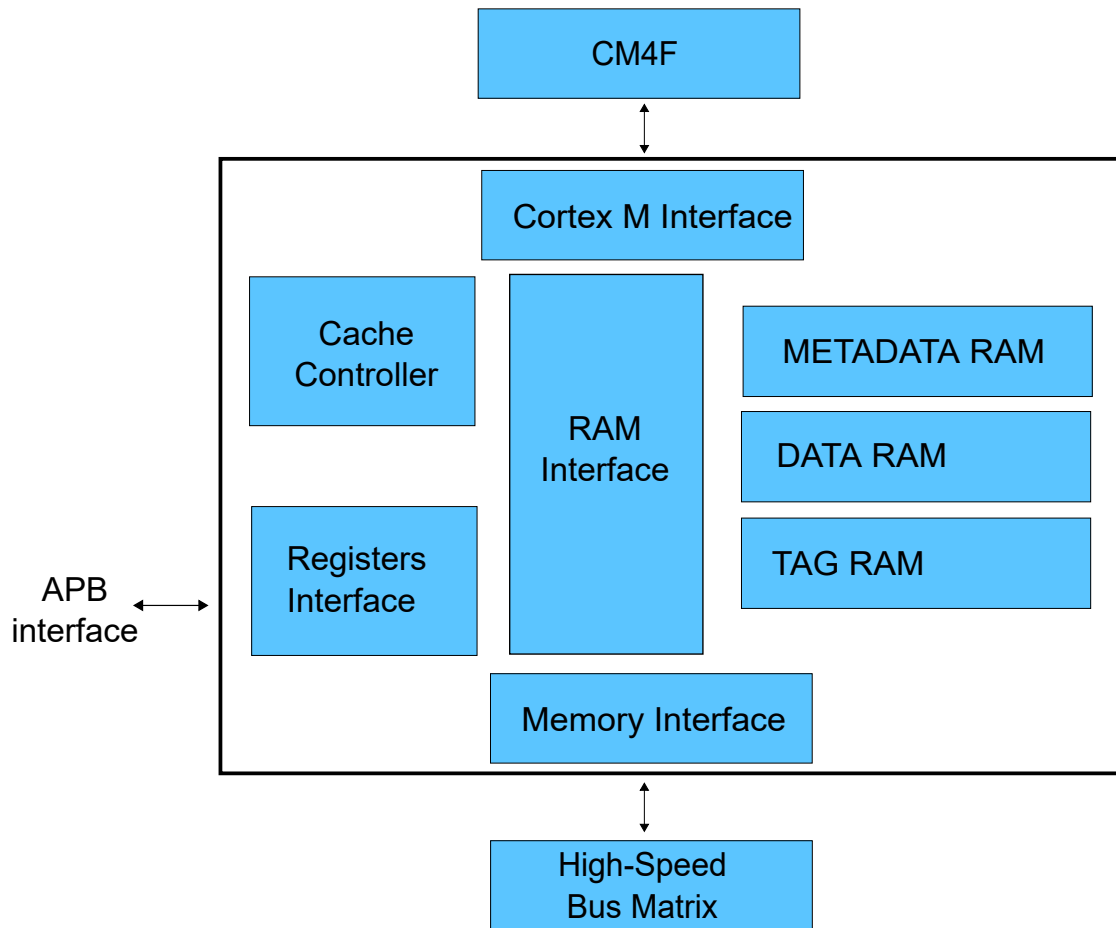 CM4F
Cortex M Interface
Cache
Controller
RAM
Interface
METADATA RAM
DATA RAM
TAG RAM
Registers
Interface
APB
interface
Memory Interface
High-Speed
Bus Matrix